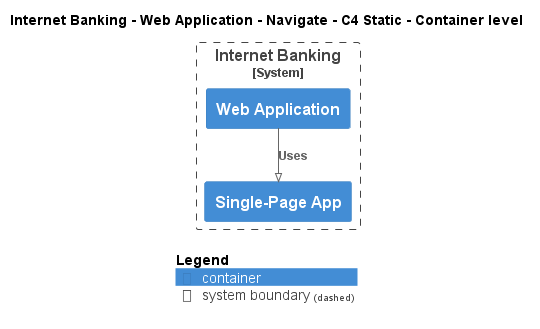 Internet Banking - Web Application - Navigate - C4 Static - Container level
Internet Banking
[System]
Web Application
Uses
Single-Page App
Legend
container
system boundary (dashed)